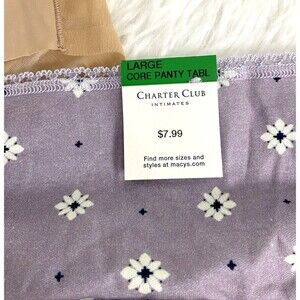 LARGE
CORE PANTY TABL
CHARTER CLUB
INTIMATES
$7.99
Find more sizes and
styles at macys.com